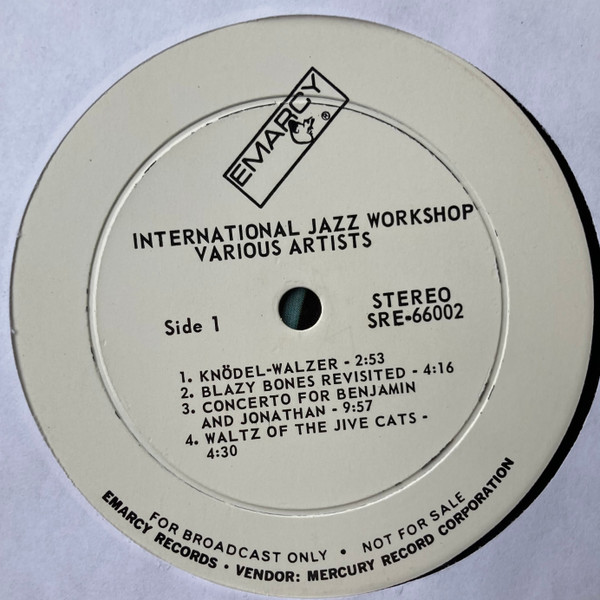 EMARCY ®
INTERNATIONAL JAZZ WORKSHOP
VARIOUS ARTISTS
Side 1
STEREO
SRE-66002
1. KNÖDEL-WALZER - 2:53
2. BLAZY BONES REVISITED - 4:16
3. CONCERTO FOR BENJAMIN
AND JONATHAN - 9:57
4. WALTZ OF THE JIVE CATS -
4:30
FOR BROADCAST ONLY • NOT FOR SALE
EMARCY RECORDS • VENDOR: MERCURY RECORD CORPORATION